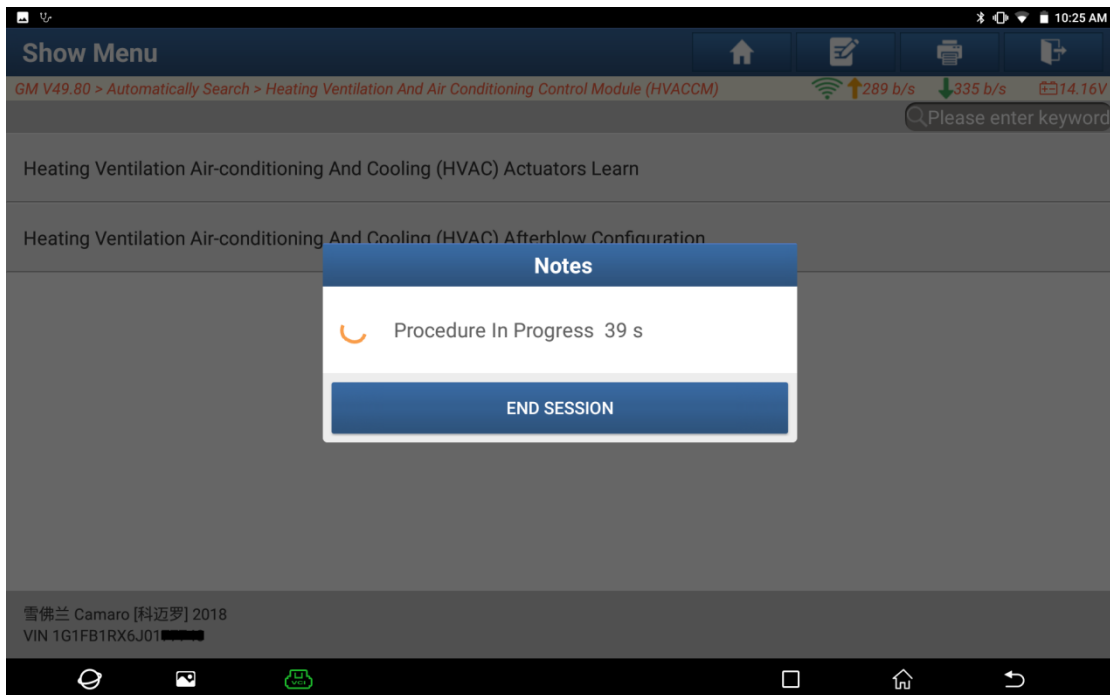 10:25 AM
Show Menu
GM V49.80 > Automatically Search > Heating Ventilation And Air Conditioning Control Module (HVACCM)
289 b/s
335 b/s
14.16V
Please enter keyword
Heating Ventilation Air-conditioning And Cooling (HVAC) Actuators Learn
Heating Ventilation Air-conditioning And Cooling (HVAC) Afterblow Configuration
Notes
Procedure In Progress 39 s
END SESSION
雪佛兰 Camaro [科迈罗] 2018
VIN 1G1FB1RX6J01
VCI